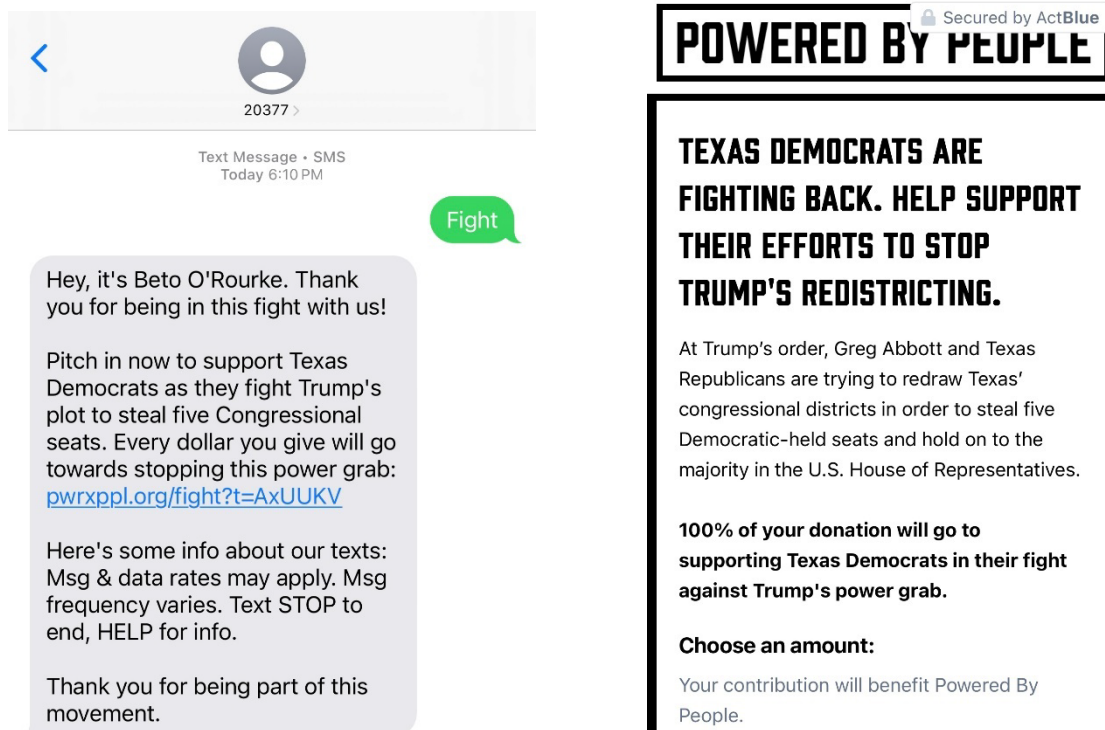 20377
Text Message • SMS
Today 6:10 PM
Fight
Hey, it's Beto O'Rourke. Thank
you for being in this fight with us!
Pitch in now to support Texas
Democrats as they fight Trump's
plot to steal five Congressional
seats. Every dollar you give will go
towards stopping this power grab:
pwrxppl.org/fight?t=AxUUKV
Here's some info about our texts:
Msg & data rates may apply. Msg
frequency varies. Text STOP to
end, HELP for info.
Thank you for being part of this
movement.
Secured by ActBlue
POWERED BY PEOPLE
TEXAS DEMOCRATS ARE
FIGHTING BACK. HELP SUPPORT
THEIR EFFORTS TO STOP
TRUMP'S REDISTRICTING.
At Trump's order, Greg Abbott and Texas
Republicans are trying to redraw Texas’
congressional districts in order to steal five
Democratic-held seats and hold on to the
majority in the U.S. House of Representatives.
100% of your donation will go to
supporting Texas Democrats in their fight
against Trump's power grab.
Choose an amount:
Your contribution will benefit Powered By
People.